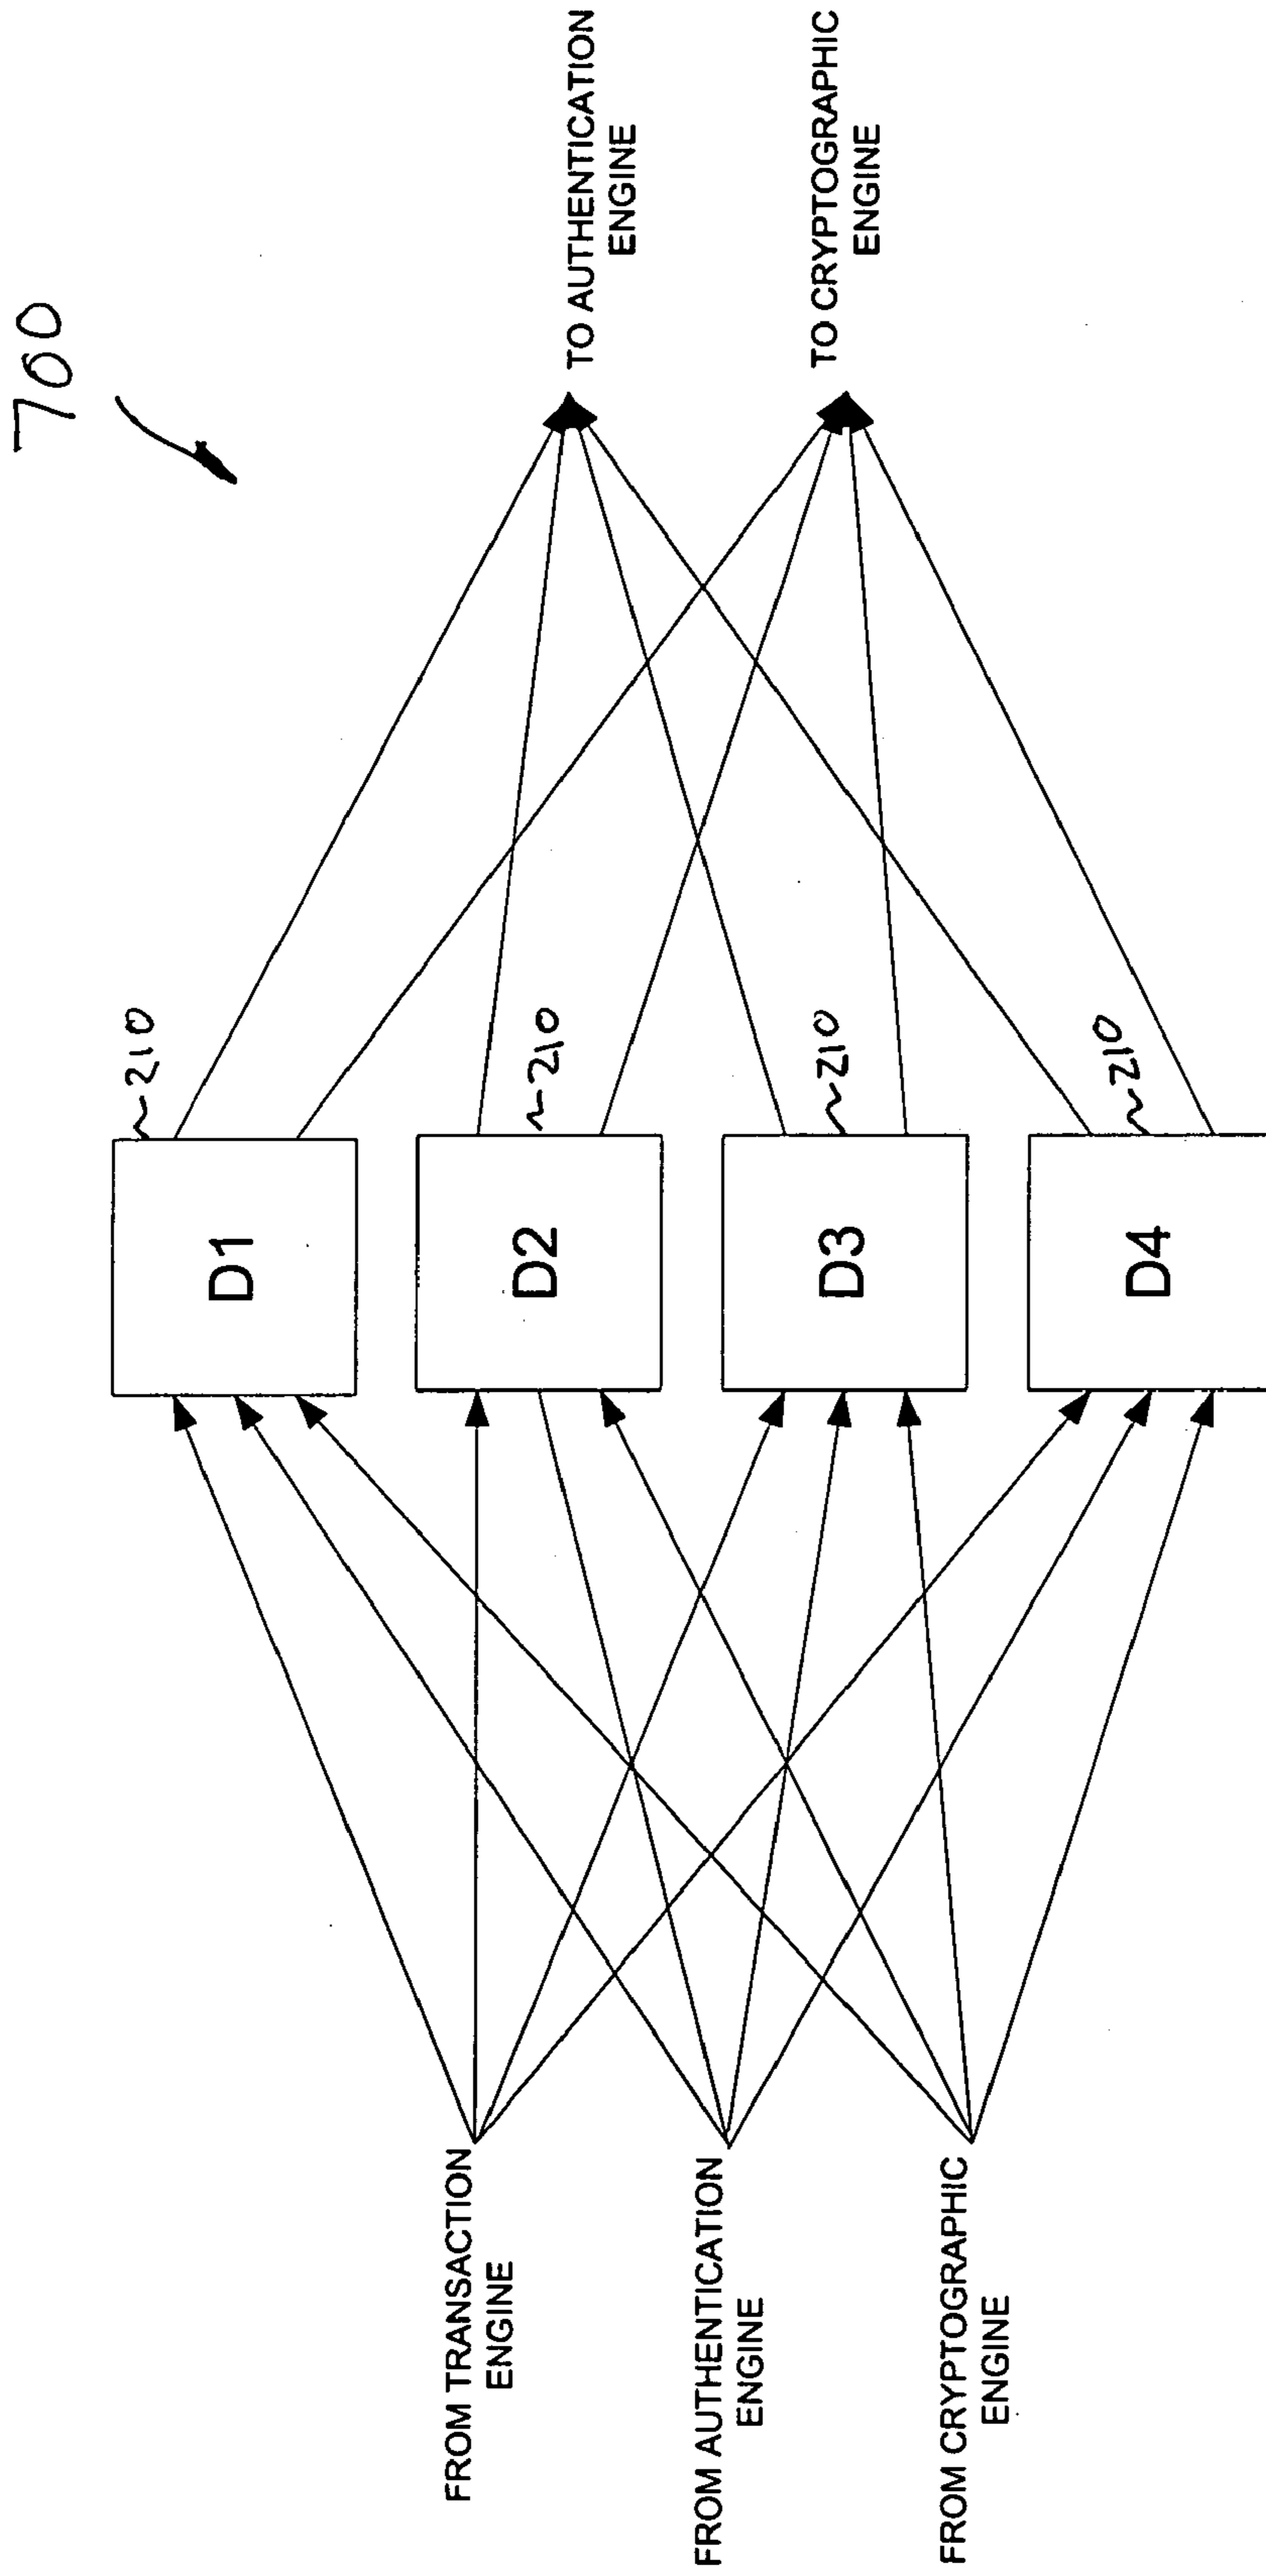 700
FROM TRANSACTION
ENGINE
FROM AUTHENTICATION
ENGINE
FROM CRYPTOGRAPHIC
ENGINE
D1
210
D2
210
D3
210
D4
210
TO AUTHENTICATION
ENGINE
TO CRYPTOGRAPHIC
ENGINE